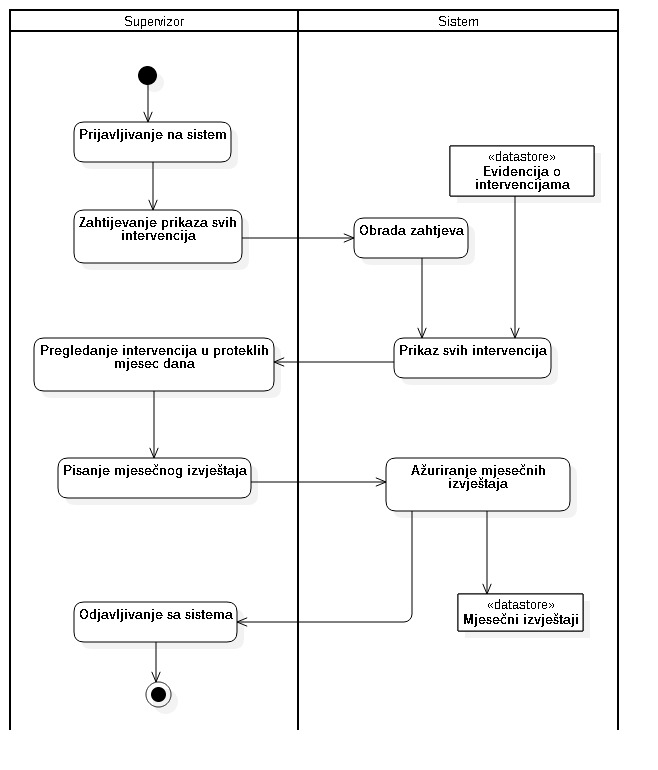 Supervizor
Sistem
Prijavljivanje na sistem
«datastore»
Evidencija o
intervencijama
Zahtijevanje prikaza svih
intervencija
Obrada zahtjeva
Pregledanje intervencija u proteklih
mjesec dana
Prikaz svih intervencija
Pisanje mjesečnog izvještaja
Ažuriranje mjesečnih
izvještaja
Odjavljivanje sa sistema
«datastore»
Mjesečni izvještaji